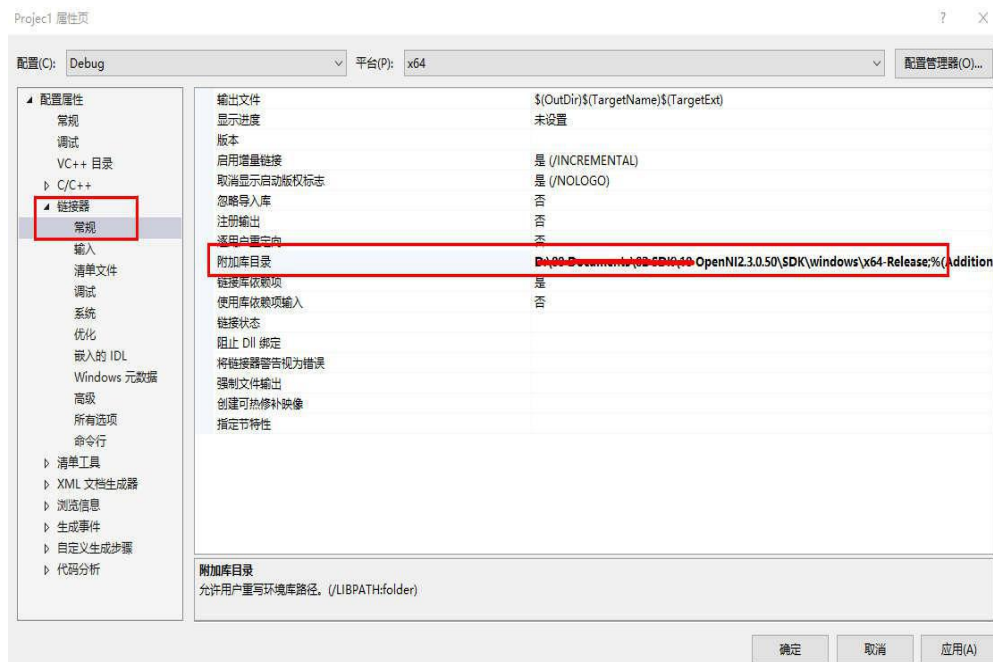 Projec1 属性页
? X
配置(C): Debug 平台(P): x64 配置管理器(O)...
配置属性
常规
调试
VC++ 目录
C/C++
链接器
常规
输入
清单文件
调试
系统
优化
嵌入的 IDL
Windows 元数据
高级
所有选项
命令行
清单工具
XML 文档生成器
浏览信息
生成事件
自定义生成步骤
代码分析
输出文件 $(OutDir)$(TargetName)$(TargetExt)
显示进度 未设置
版本
启用增量链接 是 (/INCREMENTAL)
取消显示启动版权标志 是 (/NOLOGO)
忽略导入库 否
注册输出 否
逐用户重定向 否
附加库目录 OpenNI2.3.0.50\SDK\windows\x64-Release;%(Addition
链接库依赖项 是
使用库依赖项输入 否
链接状态
阻止 Dll 绑定
将链接器警告视为错误
强制文件输出
创建可热修补映像
指定节特性
附加库目录
允许用户重写环境库路径。(/LIBPATH:folder)
确定 取消 应用(A)